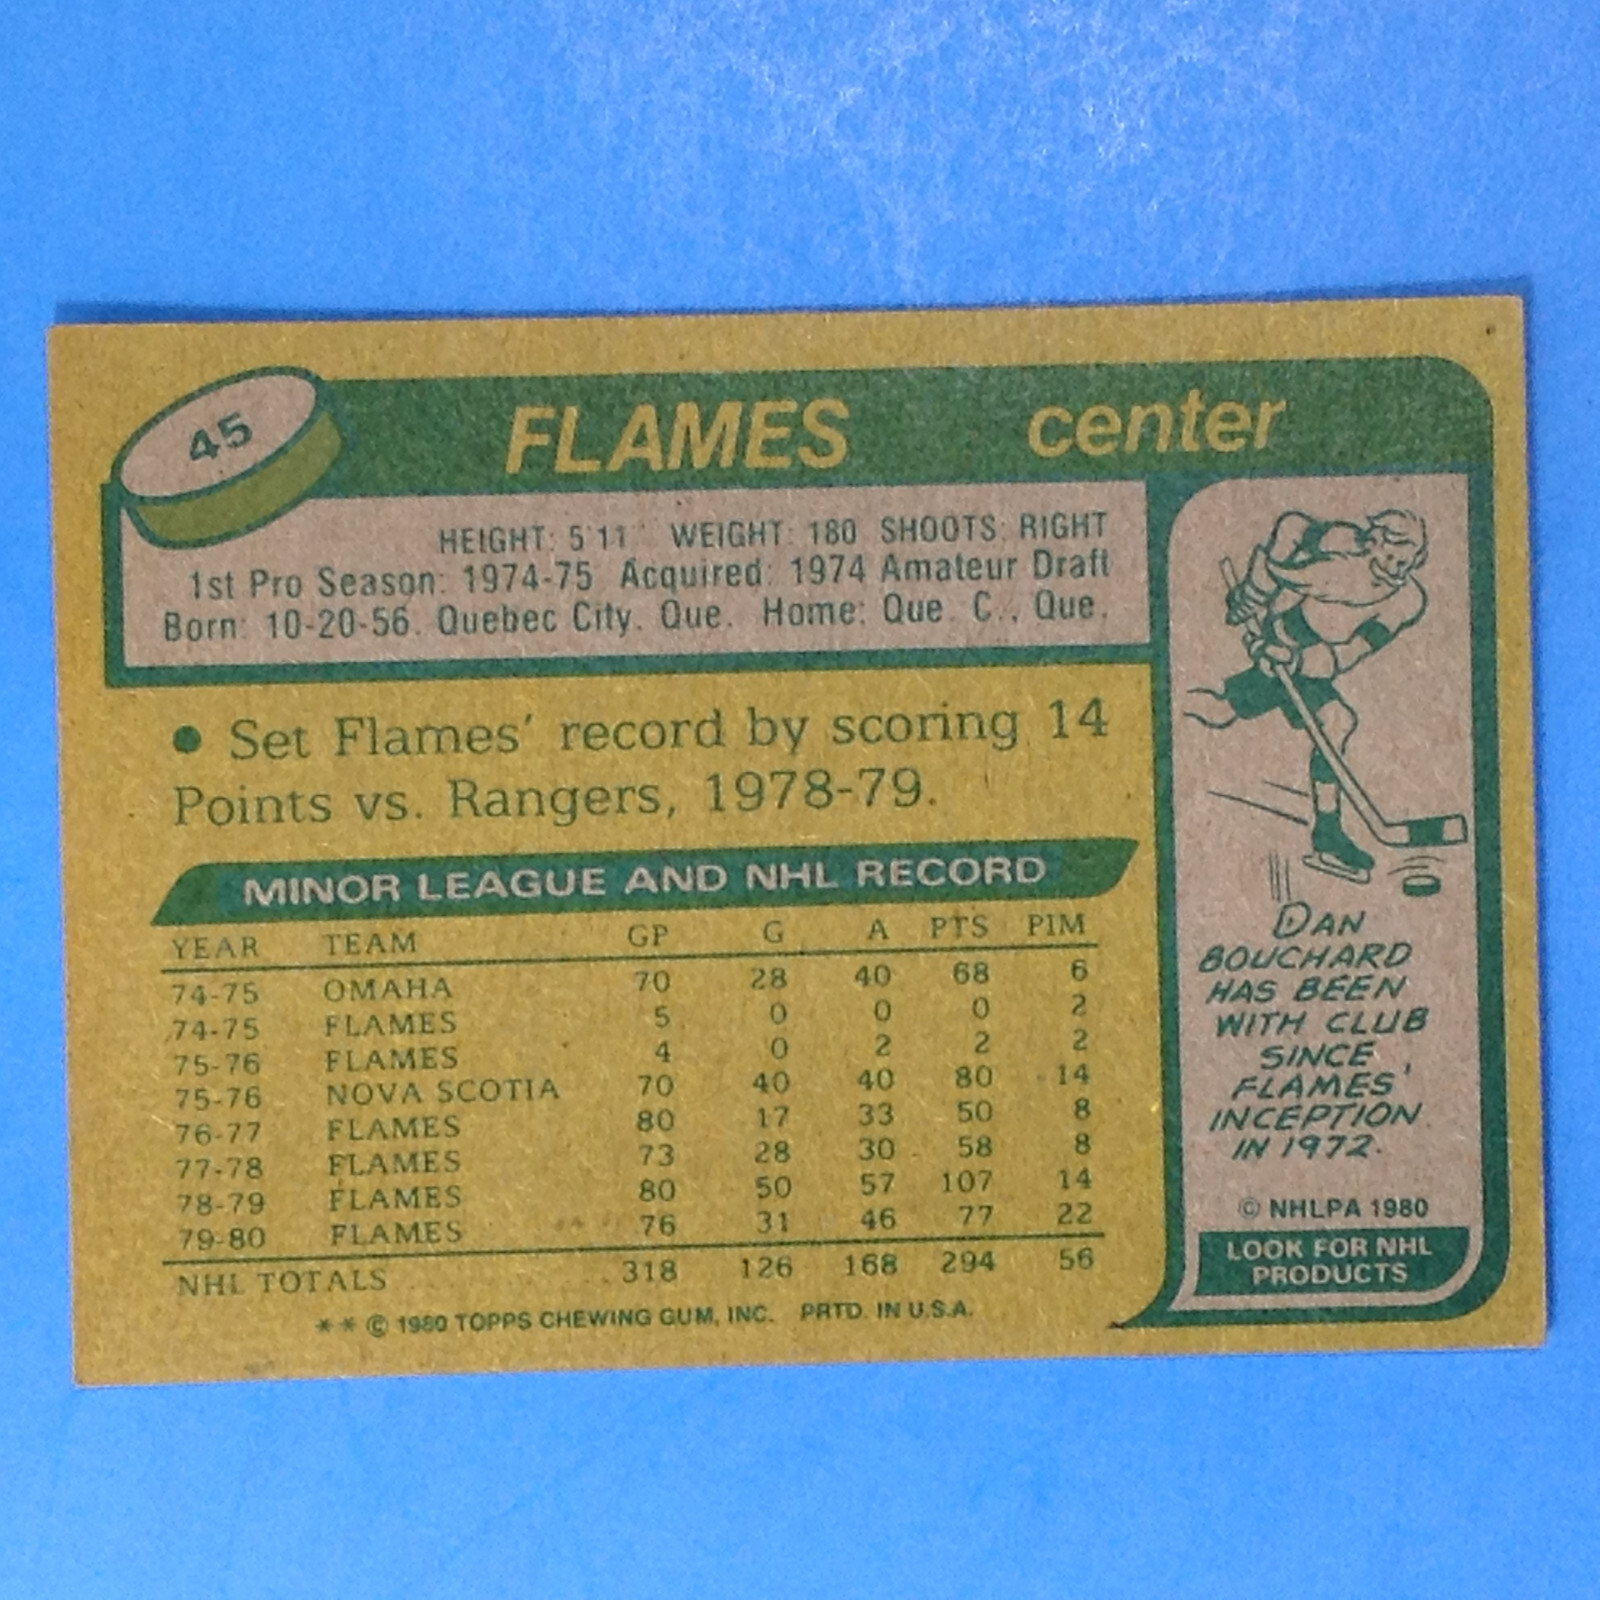 45
FLAMES center
HEIGHT: 5'11" WEIGHT: 180 SHOOTS: RIGHT
1st Pro Season: 1974-75 Acquired: 1974 Amateur Draft
Born: 10-20-56. Quebec City. Que. Home: Que. C., Que.
● Set Flames' record by scoring 14
Points vs. Rangers, 1978-79.
MINOR LEAGUE AND NHL RECORD
YEAR TEAM GP G A PTS PIM
74-75 OMAHA 70 28 40 68 6
74-75 FLAMES 5 0 0 0 2
75-76 FLAMES 4 0 2 2 2
75-76 NOVA SCOTIA 70 40 40 80 14
76-77 FLAMES 80 17 33 50 8
77-78 FLAMES 73 28 30 58 8
78-79 FLAMES 80 50 57 107 14
79-80 FLAMES 76 31 46 77 22
NHL TOTALS 318 126 168 294 56
** © 1980 TOPPS CHEWING GUM, INC. PRTD. IN U.S.A.
DAN
BOUCHARD
HAS BEEN
WITH CLUB
SINCE
FLAMES'
INCEPTION
IN 1972.
© NHLPA 1980
LOOK FOR NHL
PRODUCTS